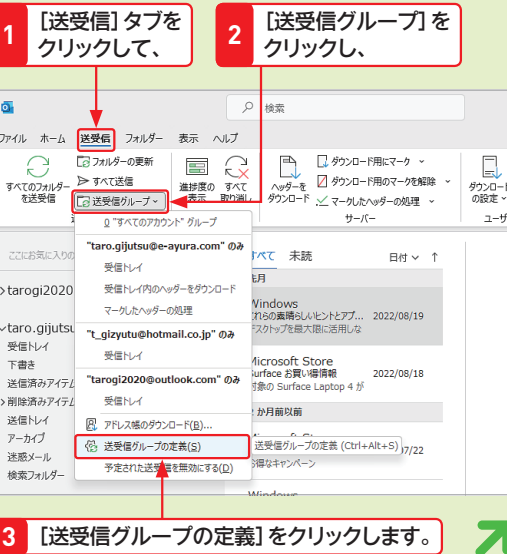 1 [送受信]タブを
クリックして、
2 [送受信グループ]を
クリックし、
検索
ファイル ホーム 送受信 フォルダー 表示 ヘルプ
すべてのフォルダー
を送受信
フォルダーの更新
すべて送信
送受信グループ
進捗度の
表示
すべて
取り消し
ヘッダーを
ダウンロード
ダウンロード用にマーク
ダウンロード用のマークを解除
マークしたヘッダーの処理
サーバー
ダウンロード
の設定
ユーザ
0 "すべてのアカウント" グループ
"taro.gijutsu@e-ayura.com" のみ
受信トレイ
受信トレイ内のヘッダーをダウンロード
マークしたヘッダーの処理
"t_gizyutu@hotmail.co.jp" のみ
受信トレイ
"tarogi2020@outlook.com" のみ
受信トレイ
アドレス帳のダウンロード(B)...
送受信グループの定義(S)
予定された送受信を無効にする(D)
送受信グループの定義 (Ctrl+Alt+S)
ここにお気に入りの
tarogi2020
taro.gijutsu
受信トレイ
下書き
送信済みアイテム
削除済みアイテム
送信トレイ
アーカイブ
迷惑メール
検索フォルダー
すべて 未読 日付 ↑
先月
Windows
これらの素晴らしいヒントとアプ... 2022/08/19
デスクトップを最大限に活用しな
Microsoft Store
Surface お買い得情報 2022/08/18
対象の Surface Laptop 4 が
か月前以前
7/22
お得なキャンペーン
Windows
3 [送受信グループの定義]をクリックします。